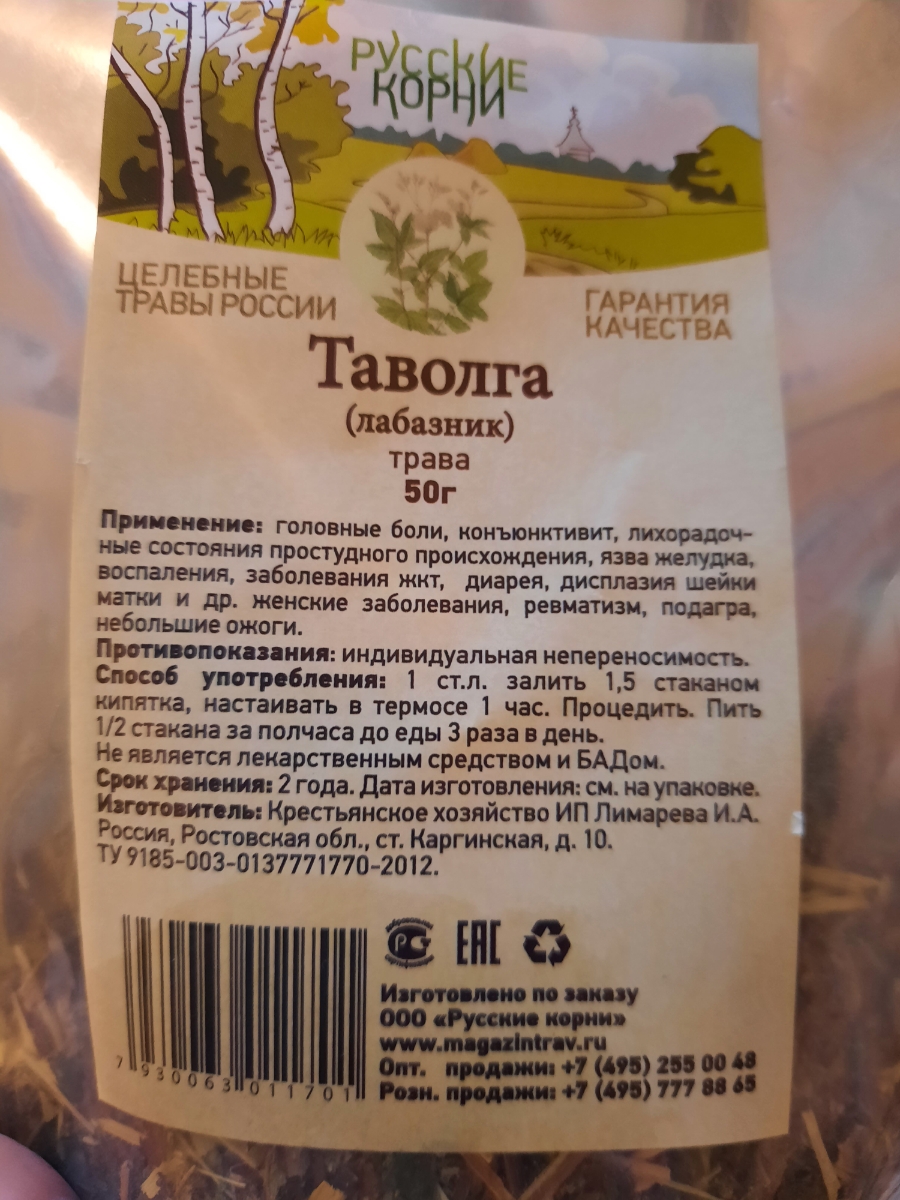 РУССКИЕ
КОРНИ
ЦЕЛЕБНЫЕ
ТРАВЫ РОССИИ
ГАРАНТИЯ
КАЧЕСТВА
Таволга
(лабазник)
трава
50г
Применение: головные боли, конъюнктивит, лихорадоч-
ные состояния простудного происхождения, язва желудка,
воспаления, заболевания жкт, диарея, дисплазия шейки
матки и др. женские заболевания, ревматизм, подагра,
небольшие ожоги.
Противопоказания: индивидуальная непереносимость.
Способ употребления: 1 ст.л. залить 1,5 стаканом
кипятка, настаивать в термосе 1 час. Процедить. Пить
1/2 стакана за полчаса до еды 3 раза в день.
Не является лекарственным средством и БАДом.
Срок хранения: 2 года. Дата изготовления: см. на упаковке.
Изготовитель: Крестьянское хозяйство ИП Лимарева И.А.
Россия, Ростовская обл., ст. Каргинская, д. 10.
ТУ 9185-003-0137771770-2012.
РСТ ЕАС
Изготовлено по заказу
ООО «Русские корни»
www.magazintrav.ru
Опт. продажи: +7 (495) 255 00 48
Розн. продажи: +7 (495) 777 88 65
7 930063 011701